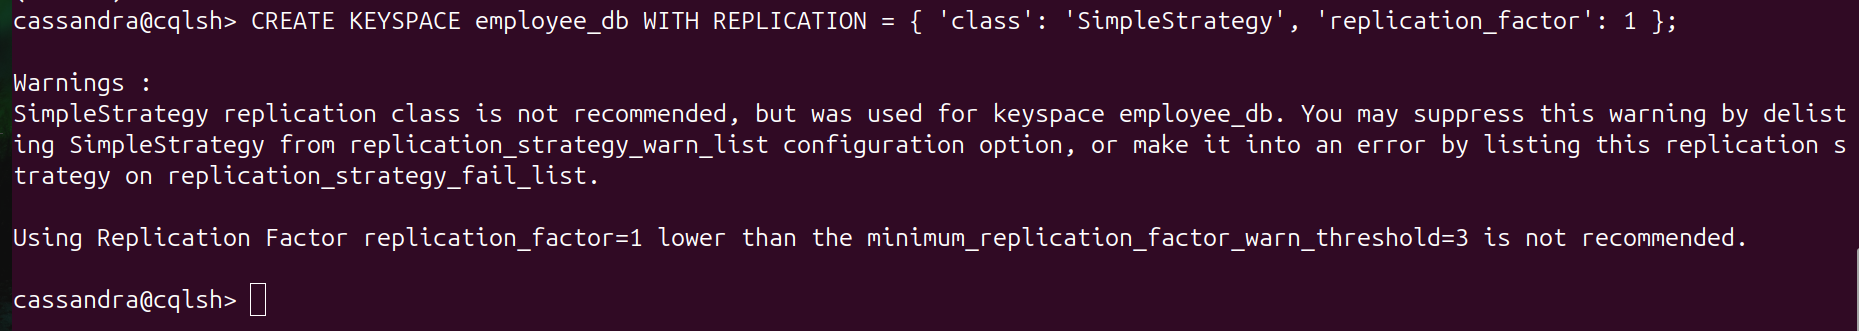 cassandra@cqlsh> CREATE KEYSPACE employee_db WITH REPLICATION = { 'class': 'SimpleStrategy', 'replication_factor': 1 };
Warnings :
SimpleStrategy replication class is not recommended, but was used for keyspace employee_db. You may suppress this warning by delist
ing SimpleStrategy from replication_strategy_warn_list configuration option, or make it into an error by listing this replication s
trategy on replication_strategy_fail_list.
Using Replication Factor replication_factor=1 lower than the minimum_replication_factor_warn_threshold=3 is not recommended.
cassandra@cqlsh>